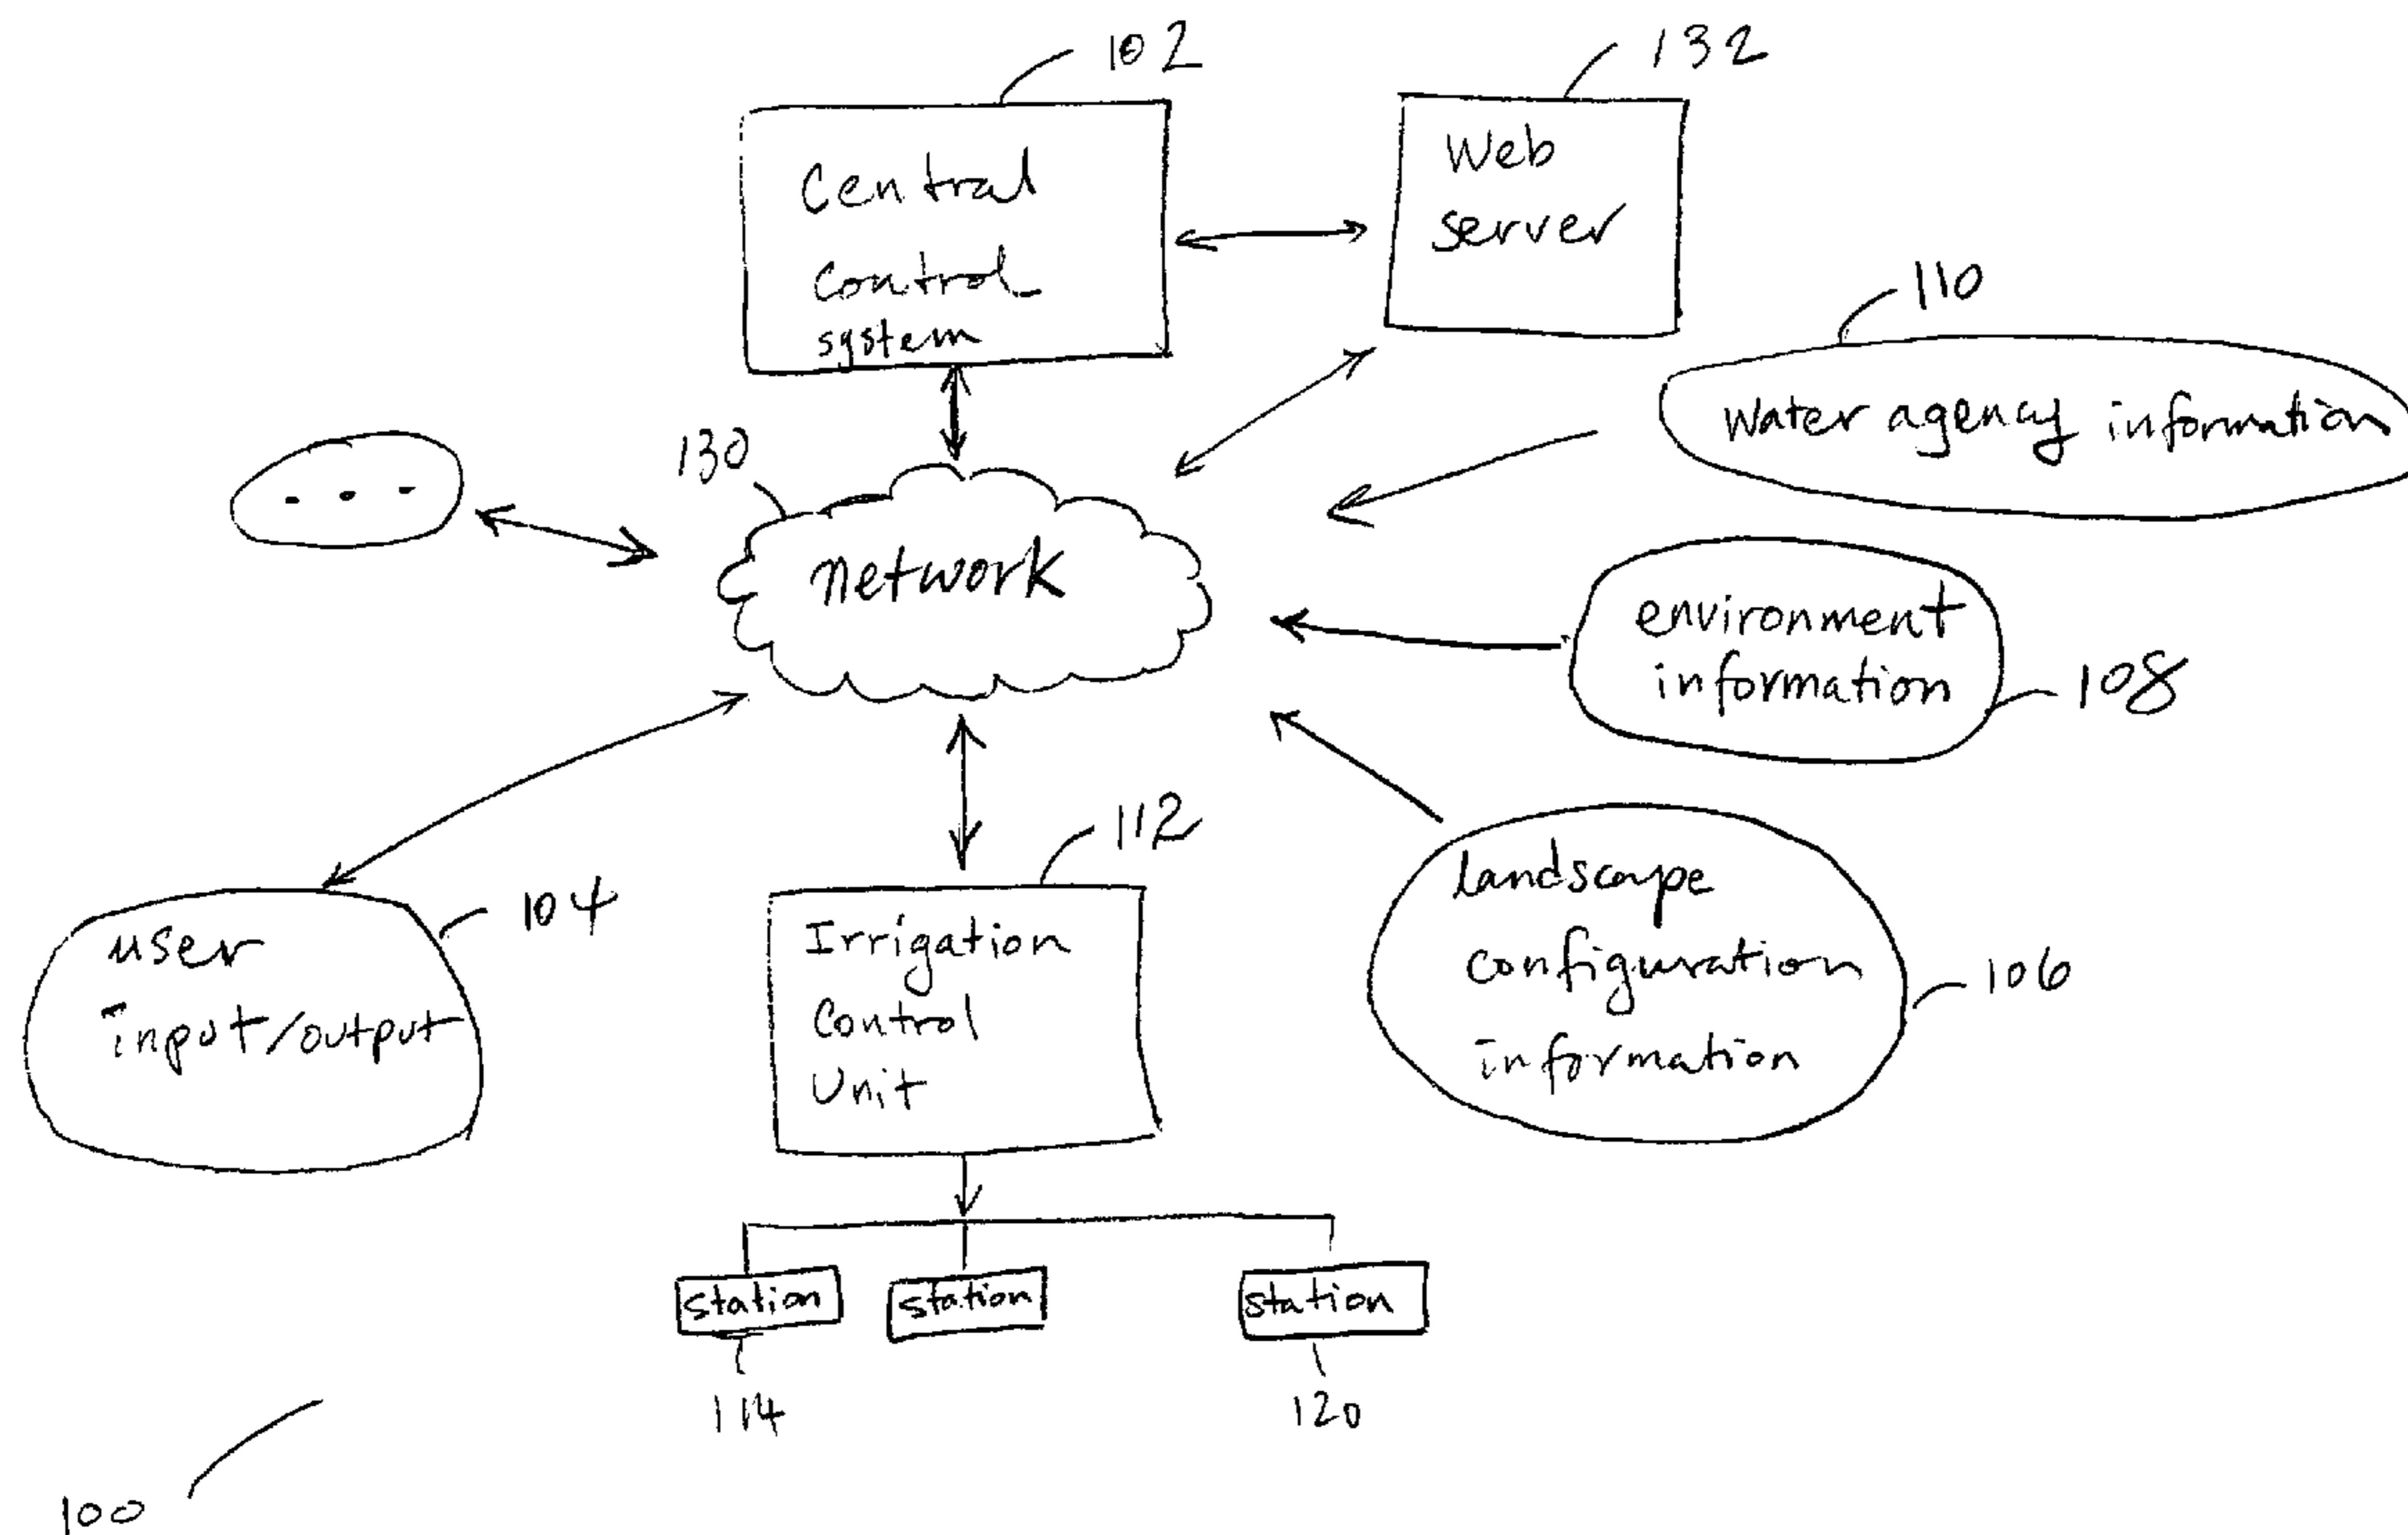 102
132
Central
Control
system
Web
server
110
Water agency information
130
- - -
network
environment
information
108
112
104
user
input/output
Irrigation
Control
Unit
landscape
configuration
information
106
station
station
station
114
120
100